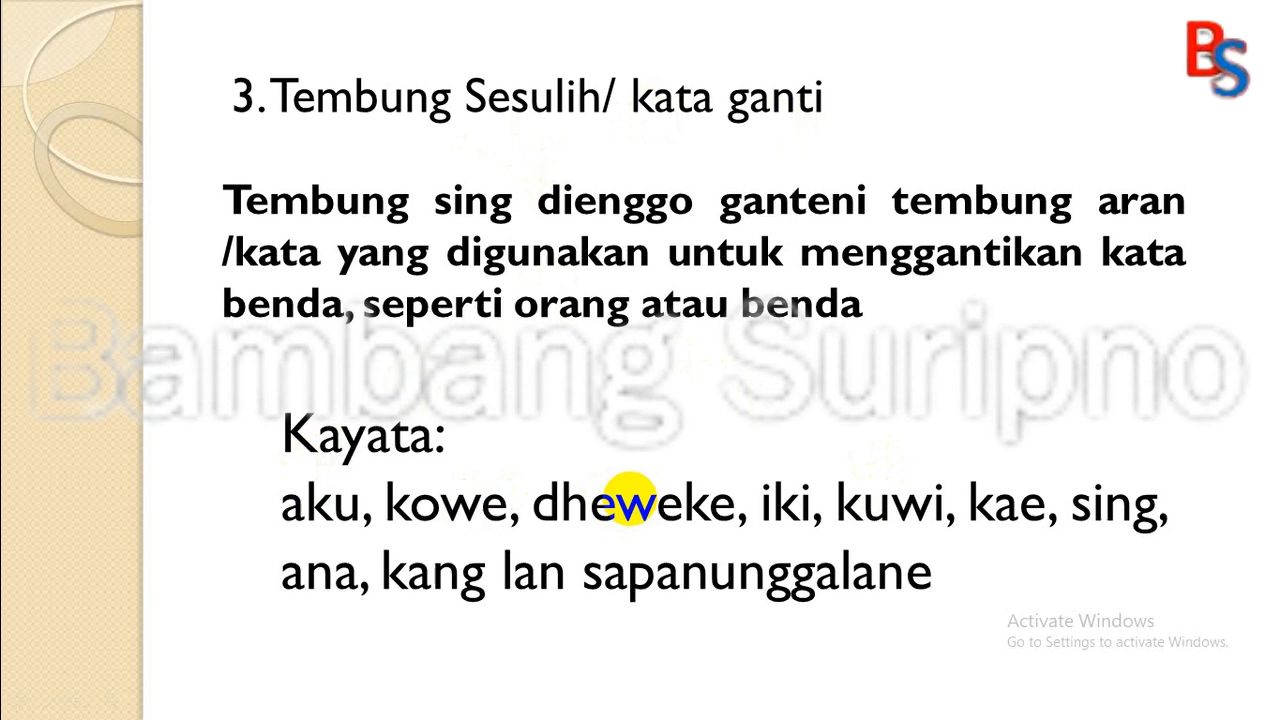 BS
3. Tembung Sesulih/ kata ganti
Tembung sing dienggo ganteni tembung aran
/kata yang digunakan untuk menggantikan kata
benda, seperti orang atau benda
Bambang Suripno
Kayata:
aku, kowe, dheweke, iki, kuwi, kae, sing,
ana, kang lan sapanunggalane
Activate Windows
Go to Settings to activate Windows.